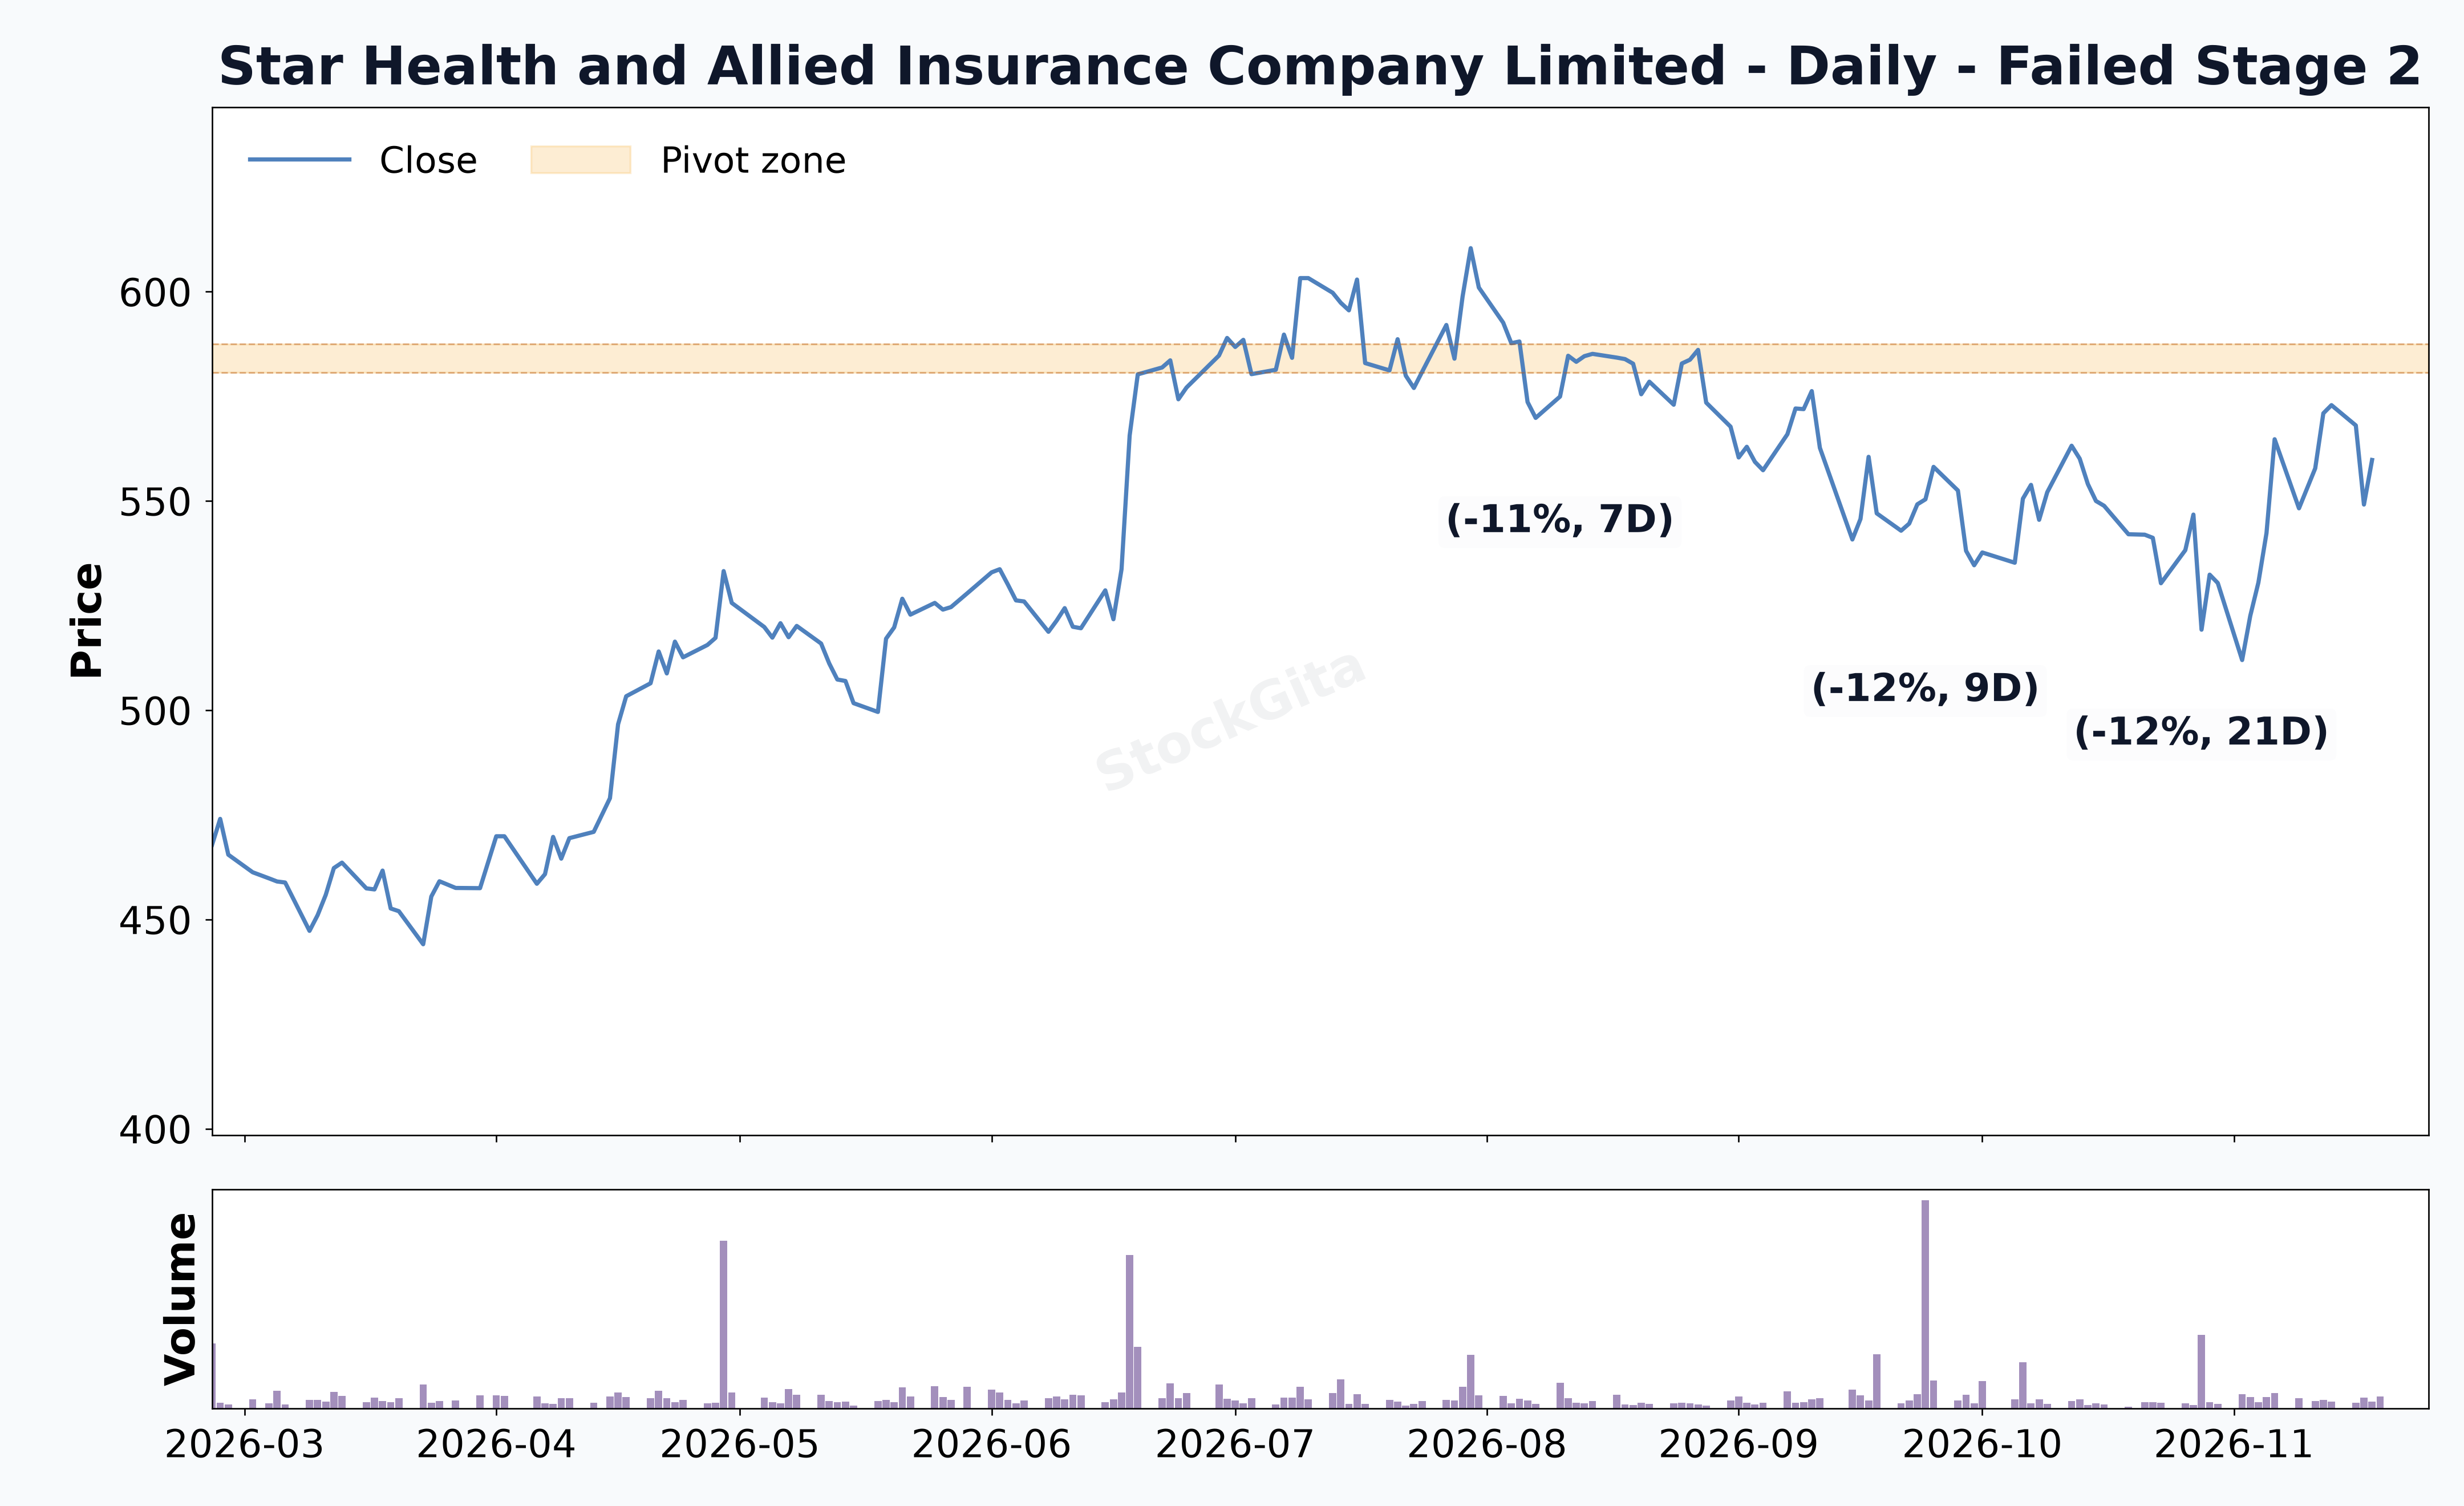 Star Health and Allied Insurance Company Limited - Daily - Failed Stage 2
Close
Pivot zone
Price
600
550
500
450
400
(-11%, 7D)
(-12%, 9D)
(-12%, 21D)
StockGita
Volume
2026-03
2026-04
2026-05
2026-06
2026-07
2026-08
2026-09
2026-10
2026-11